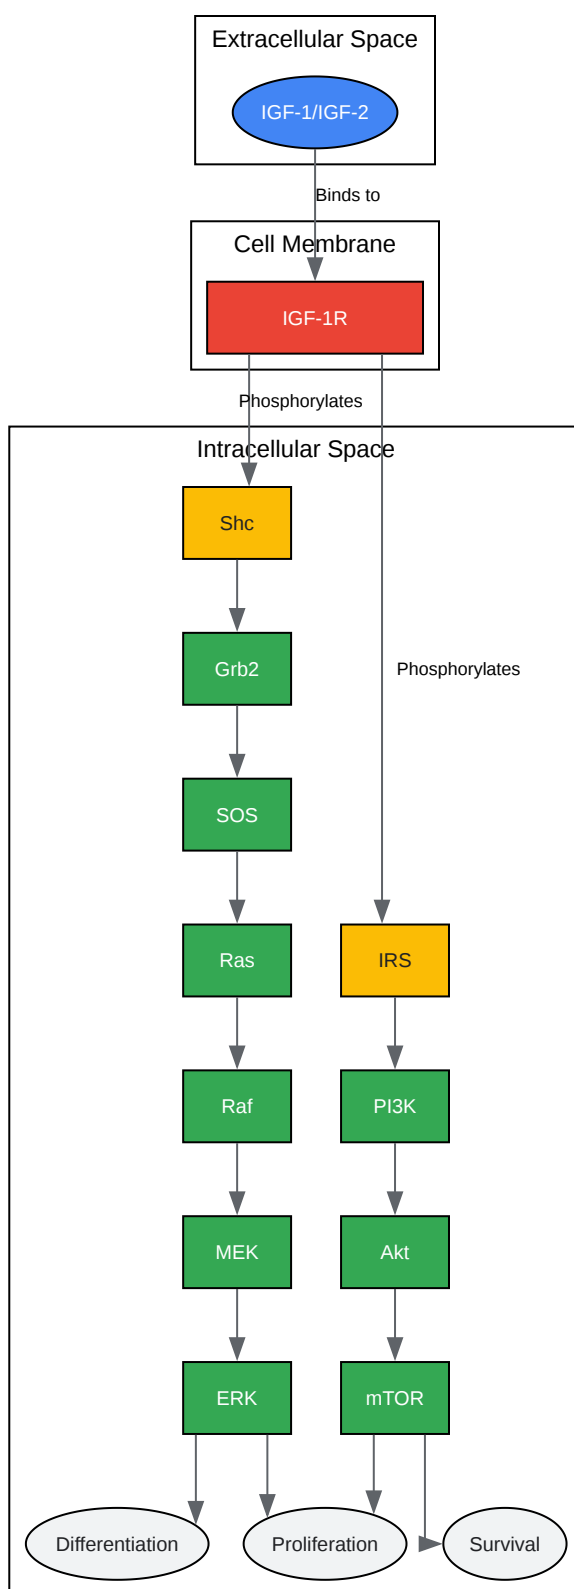 Extracellular Space
IGF-1/IGF-2
Binds to
Cell Membrane
IGF-1R
Phosphorylates
Intracellular Space
Shc
Grb2
Phosphorylates
SOS
Ras
IRS
Raf
PI3K
MEK
Akt
ERK
mTOR
Differentiation
Proliferation
Survival